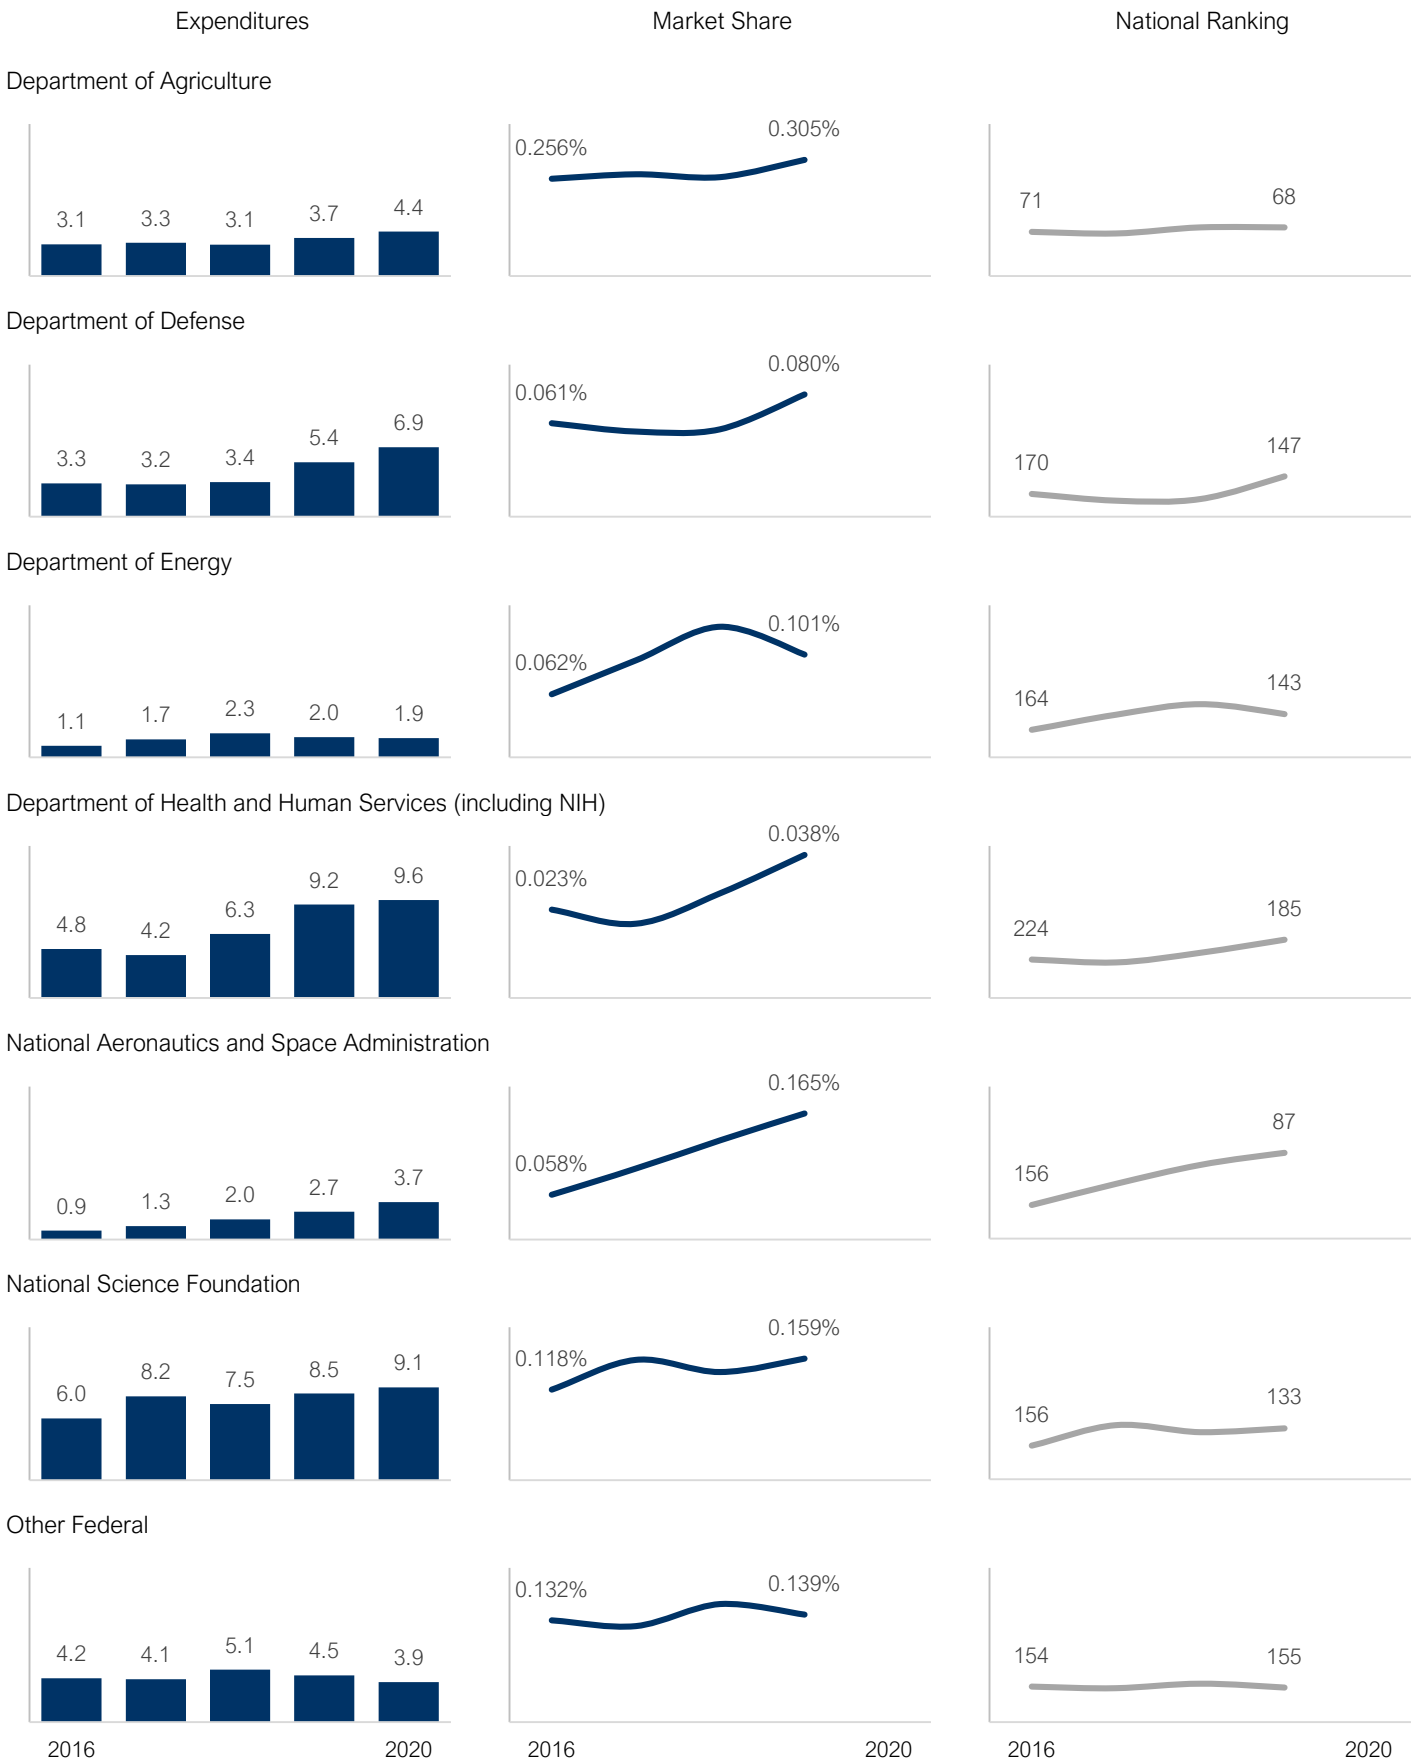 Expenditures Market Share National Ranking
Department of Agriculture
3.1 3.3 3.1 3.7 4.4
0.256% 0.305%
71 68
Department of Defense
3.3 3.2 3.4 5.4 6.9
0.061% 0.080%
170 147
Department of Energy
1.1 1.7 2.3 2.0 1.9
0.062% 0.101%
164 143
Department of Health and Human Services (including NIH)
4.8 4.2 6.3 9.2 9.6
0.023% 0.038%
224 185
National Aeronautics and Space Administration
0.9 1.3 2.0 2.7 3.7
0.058% 0.165%
156 87
National Science Foundation
6.0 8.2 7.5 8.5 9.1
0.118% 0.159%
156 133
Other Federal
4.2 4.1 5.1 4.5 3.9
0.132% 0.139%
154 155
2016 2020 2016 2020 2016 2020